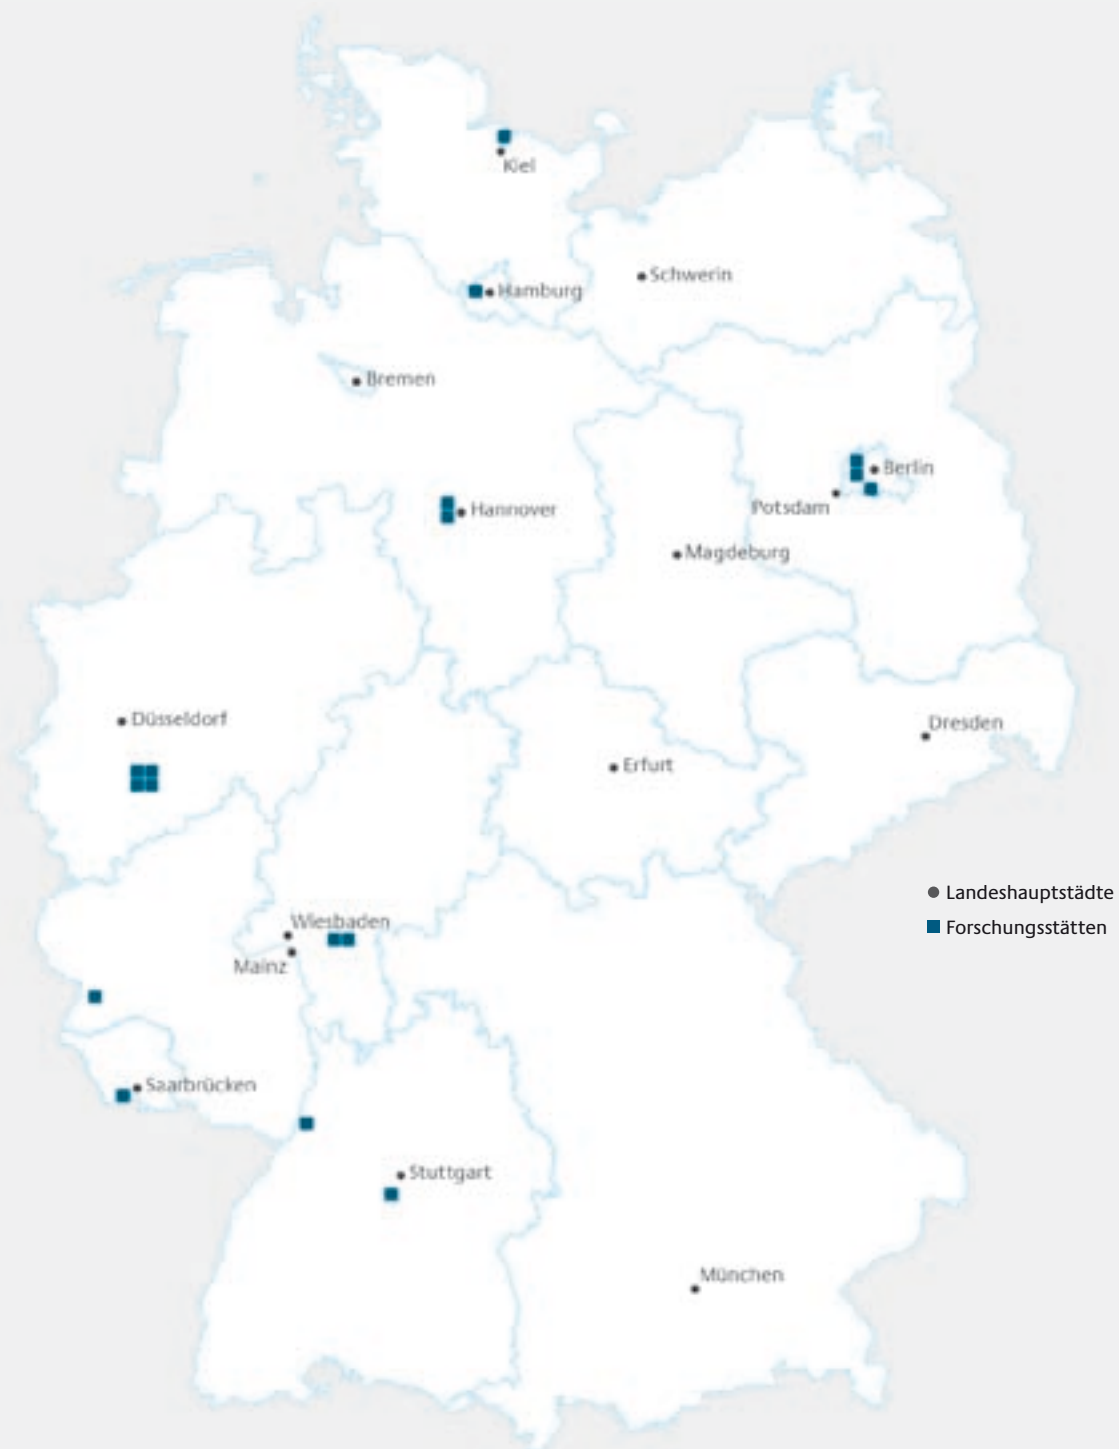 Kiel
Schwerin
Hamburg
Bremen
Berlin
Potsdam
Hannover
Magdeburg
Düsseldorf
Dresden
Erfurt
Landeshauptstädte
Wiesbaden
Forschungsstätten
Mainz
Saarbrücken
Stuttgart
München